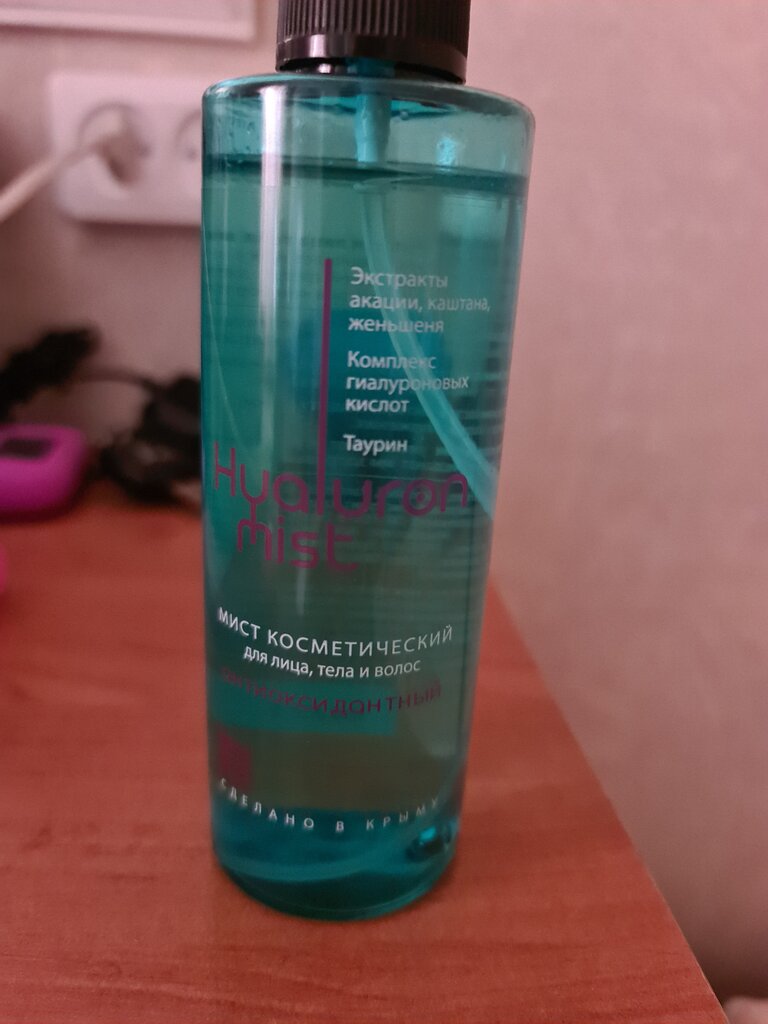 Экстракты
акации, каштана,
женьшеня
Комплекс
гиалуроновых
кислот
Таурин
Hyaluron
mist
МИСТ КОСМЕТИЧЕСКИЙ
для лица, тела и волос
антиоксидантный
СДЕЛАНО В КРЫМУ